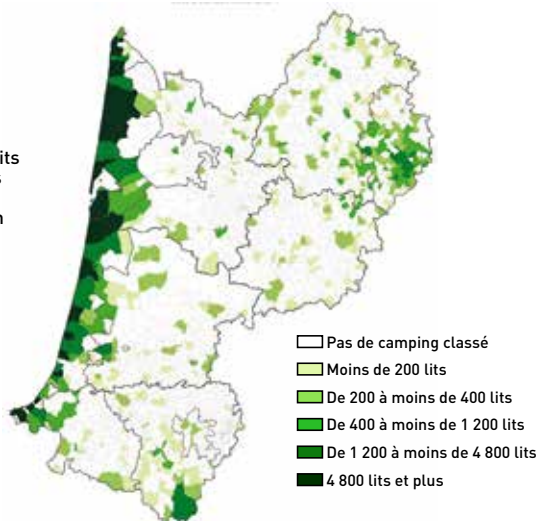 its
s
n
Pas de camping classé
Moins de 200 lits
De 200 à moins de 400 lits
De 400 à moins de 1 200 lits
De 1 200 à moins de 4 800 lits
4 800 lits et plus